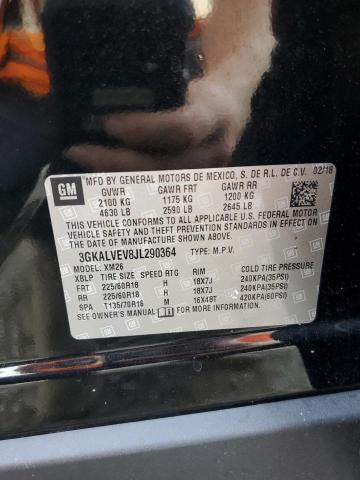 GM
MFD BY GENERAL MOTORS DE MEXICO, S. DE R.L. DE C.V. 02/18
GVWR GAWR FRT GAWR RR
2100 KG 1175 KG 1200 KG
4630 LB 2590 LB 2645 LB
THIS VEHICLE CONFORMS TO ALL APPLICABLE U.S. FEDERAL MOTOR
VEHICLE SAFETY STANDARDS IN EFFECT ON THE DATE OF
MANUFACTURE SHOWN ABOVE.
3GKALVEV8JL290364 TYPE: M.P.V.
MODEL: XM26
XBLP TIRE SIZE SPEED RTG RIM COLD TIRE PRESSURE
FRT 225/60R18 H 18X7J 240KPA(35PSI)
RR 225/60R18 H 18X7J 240KPA(35PSI)
SPA T135/70R16 M 16X4BT 420KPA(60PSI)
SEE OWNER'S MANUAL FOR MORE INFORMATION.